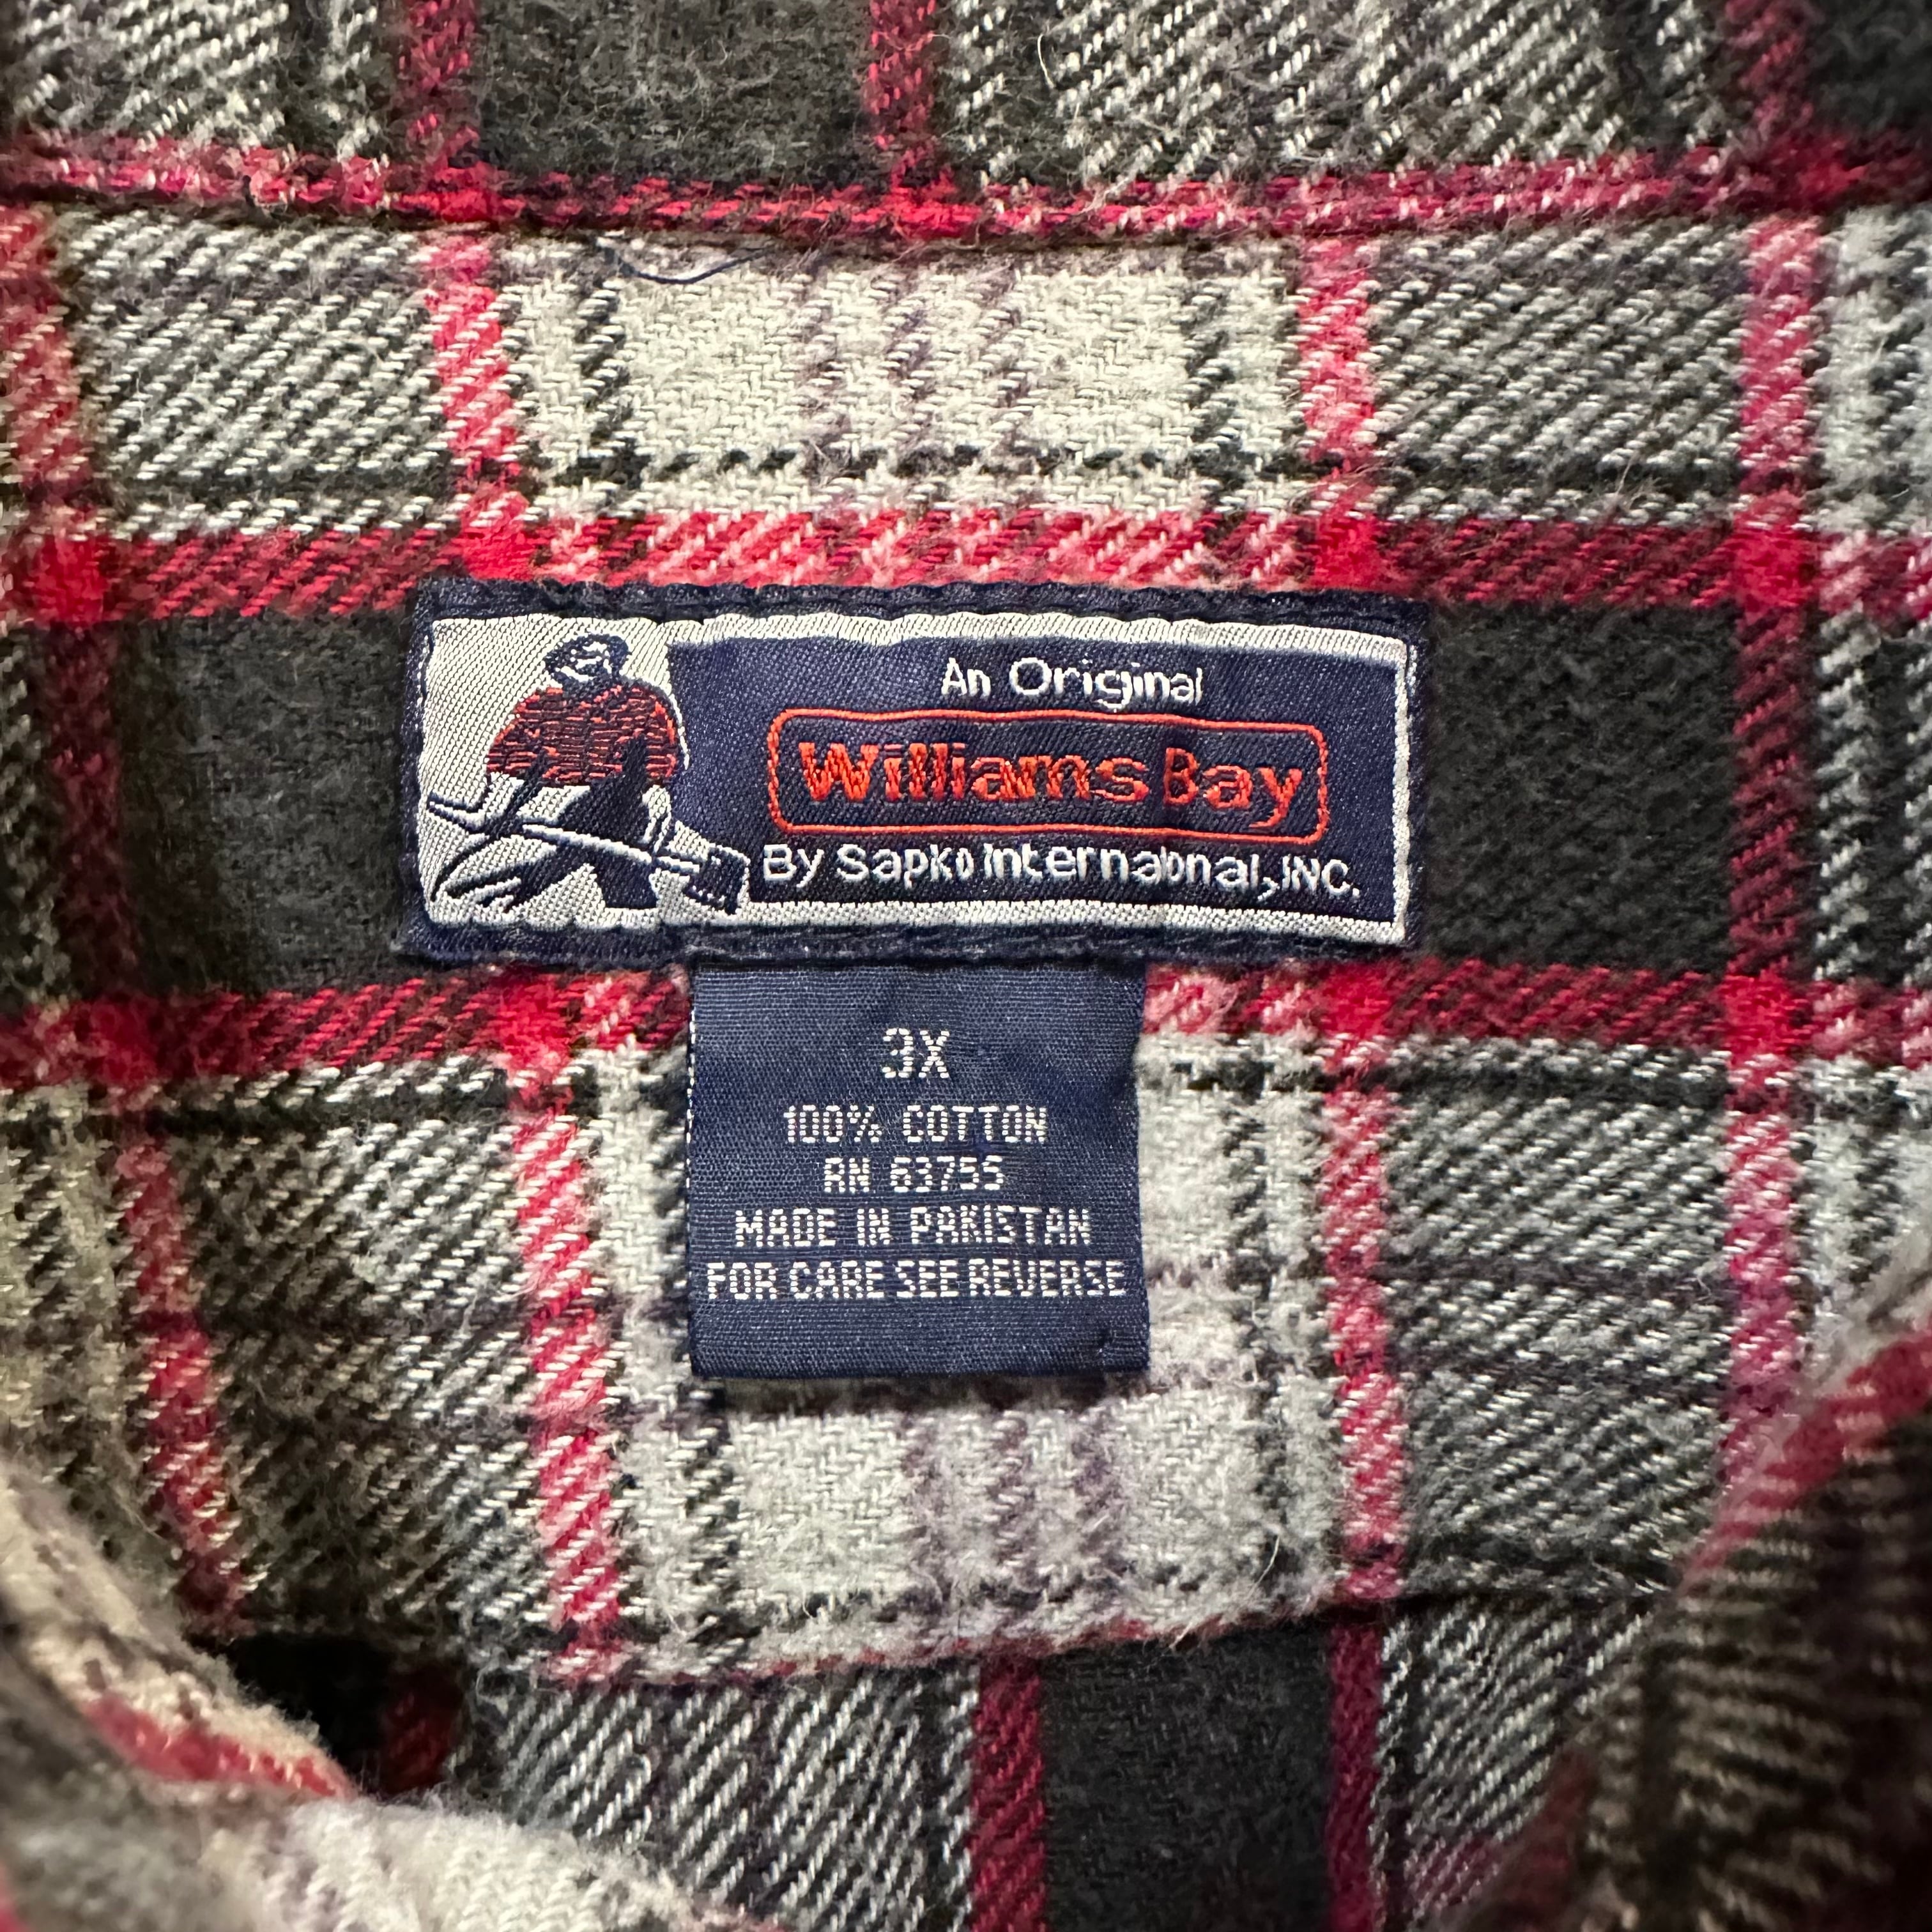 An Original
Williams Bay
By Sapko International, INC.
3X
100% COTTON
RN 63755
MADE IN PAKISTAN
FOR CARE SEE REVERSE